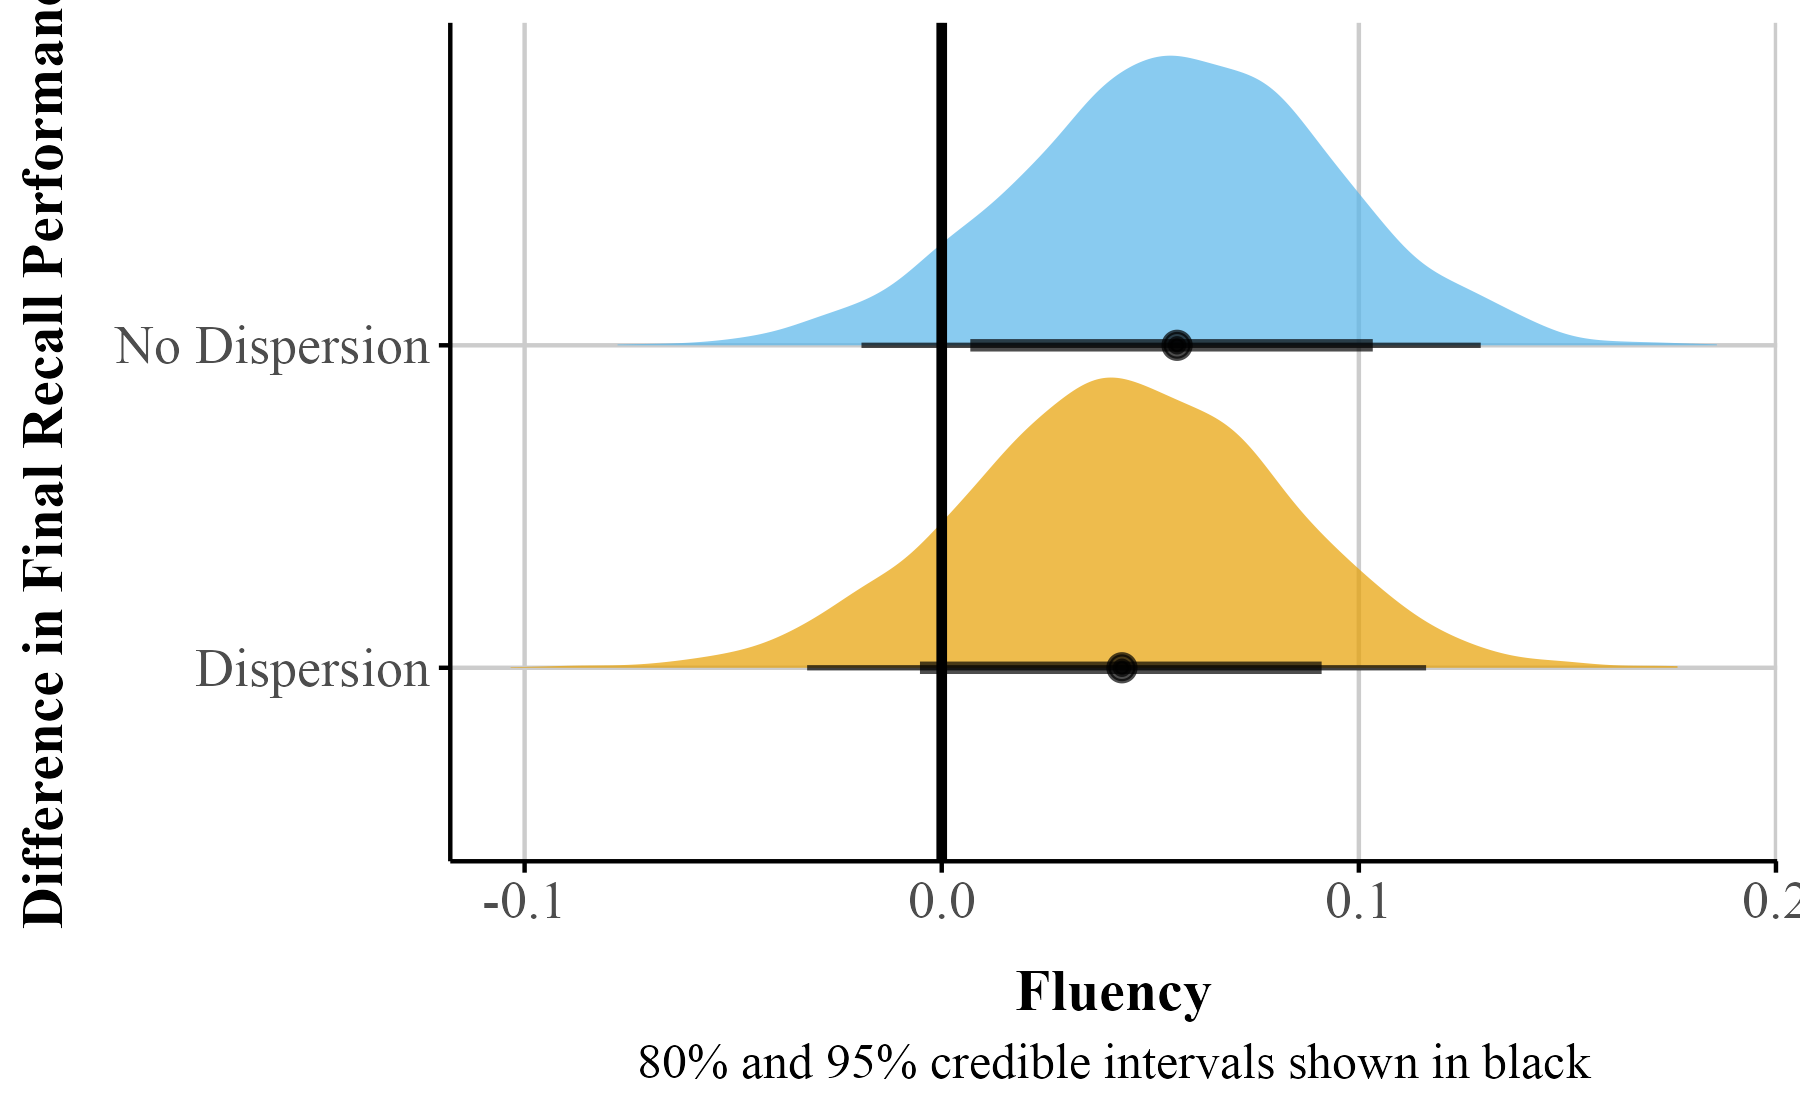 Difference in Final Recall Performanc
No Dispersion
Dispersion
-0.1 0.0 0.1 0.2
Fluency
80% and 95% credible intervals shown in black